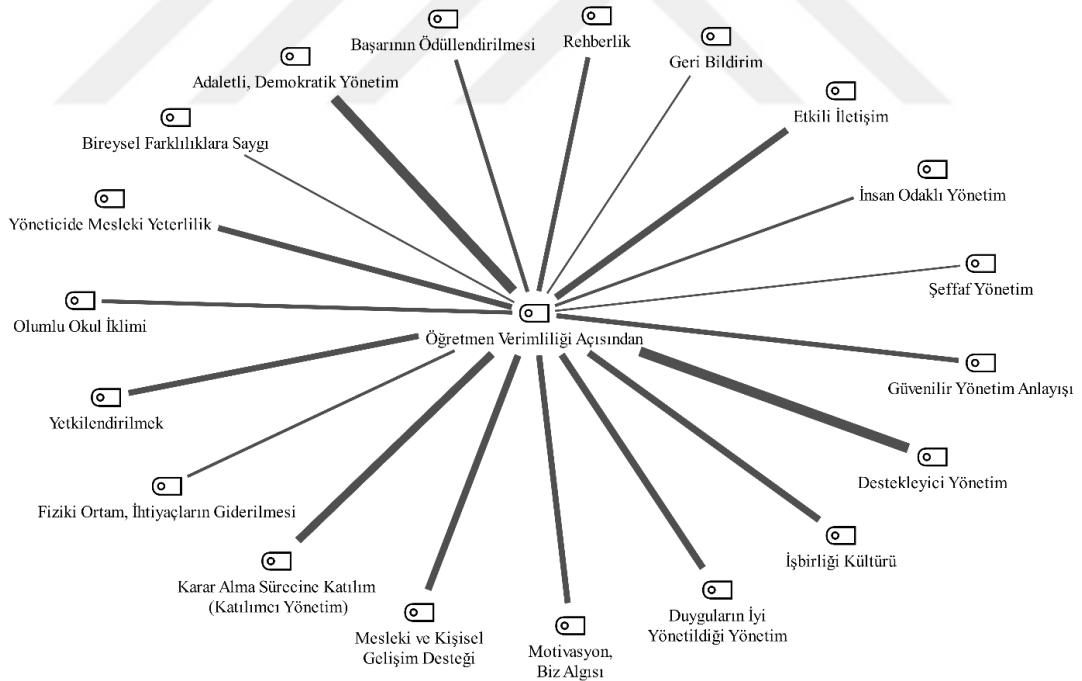 Başarının Ödüllendirilmesi
Rehberlik
Geri Bildirim
Adaletli, Demokratik Yönetim
Etkili İletişim
Bireysel Farklılıklara Saygı
İnsan Odaklı Yönetim
Yöneticide Mesleki Yeterlilik
Şeffaf Yönetim
Olumlu Okul İklimi
Öğretmen Verimliliği Açısından
Güvenilir Yönetim Anlayışı
Yetkilendirilmek
Destekleyici Yönetim
Fiziki Ortam, İhtiyaçların Giderilmesi
İşbirliği Kültürü
Karar Alma Sürecine Katılım
(Katılımcı Yönetim)
Duyguların İyi
Yönetildiği Yönetim
Mesleki ve Kişisel
Gelişim Desteği
Motivasyon,
Biz Algısı